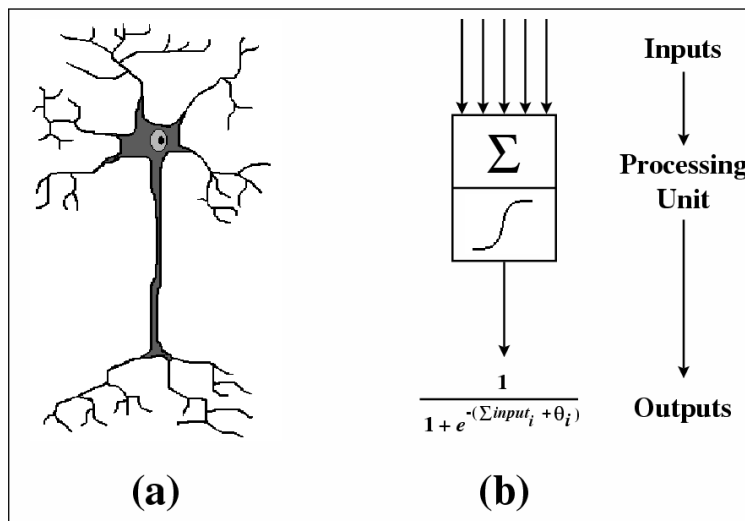 Inputs
Σ
Processing
Unit
1
1 + e^-(Σinput_i + θ_i)
Outputs
(a)
(b)